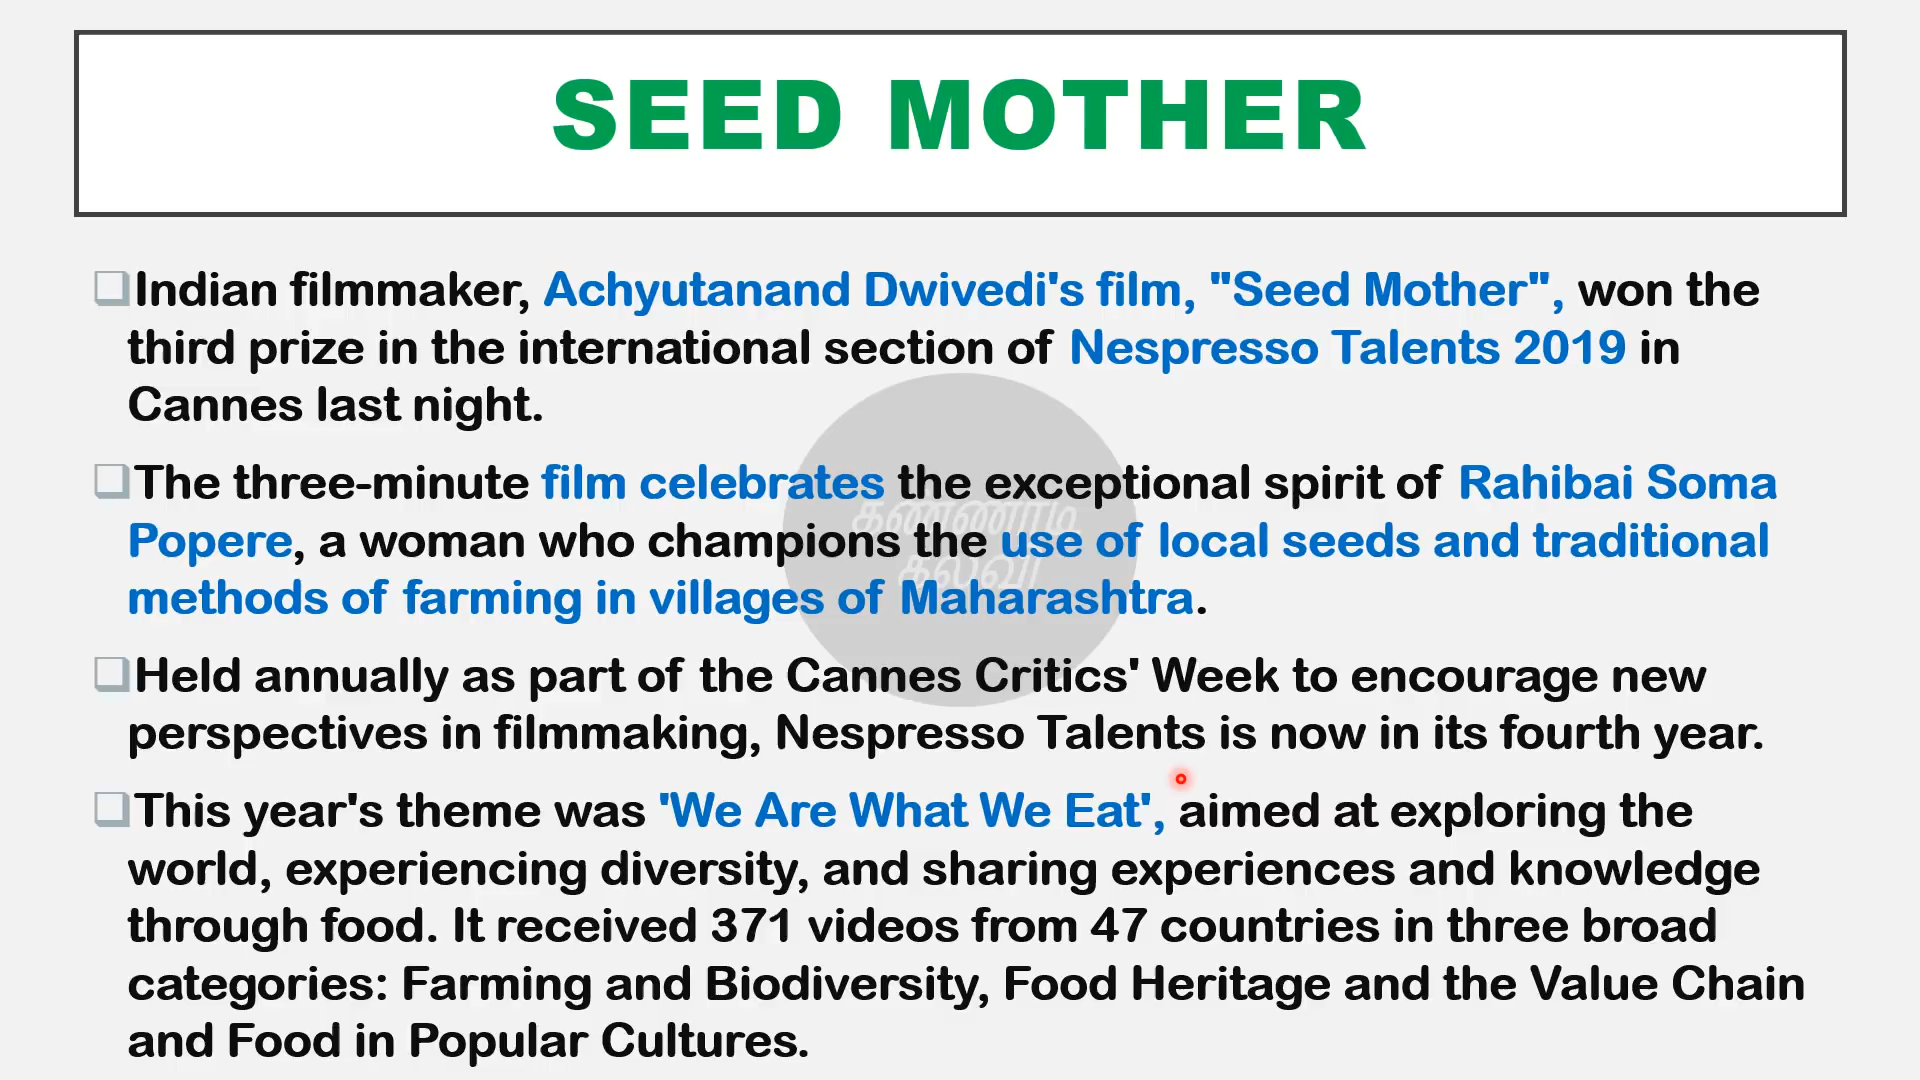 SEED MOTHER
Indian filmmaker, Achyutanand Dwivedi's film, "Seed Mother", won the
third prize in the international section of Nespresso Talents 2019 in
Cannes last night.
The three-minute film celebrates the exceptional spirit of Rahibai Soma
Popere, a woman who champions the use of local seeds and traditional
methods of farming in villages of Maharashtra.
Held annually as part of the Cannes Critics' Week to encourage new
perspectives in filmmaking, Nespresso Talents is now in its fourth year.
This year's theme was 'We Are What We Eat', aimed at exploring the
world, experiencing diversity, and sharing experiences and knowledge
through food. It received 371 videos from 47 countries in three broad
categories: Farming and Biodiversity, Food Heritage and the Value Chain
and Food in Popular Cultures.